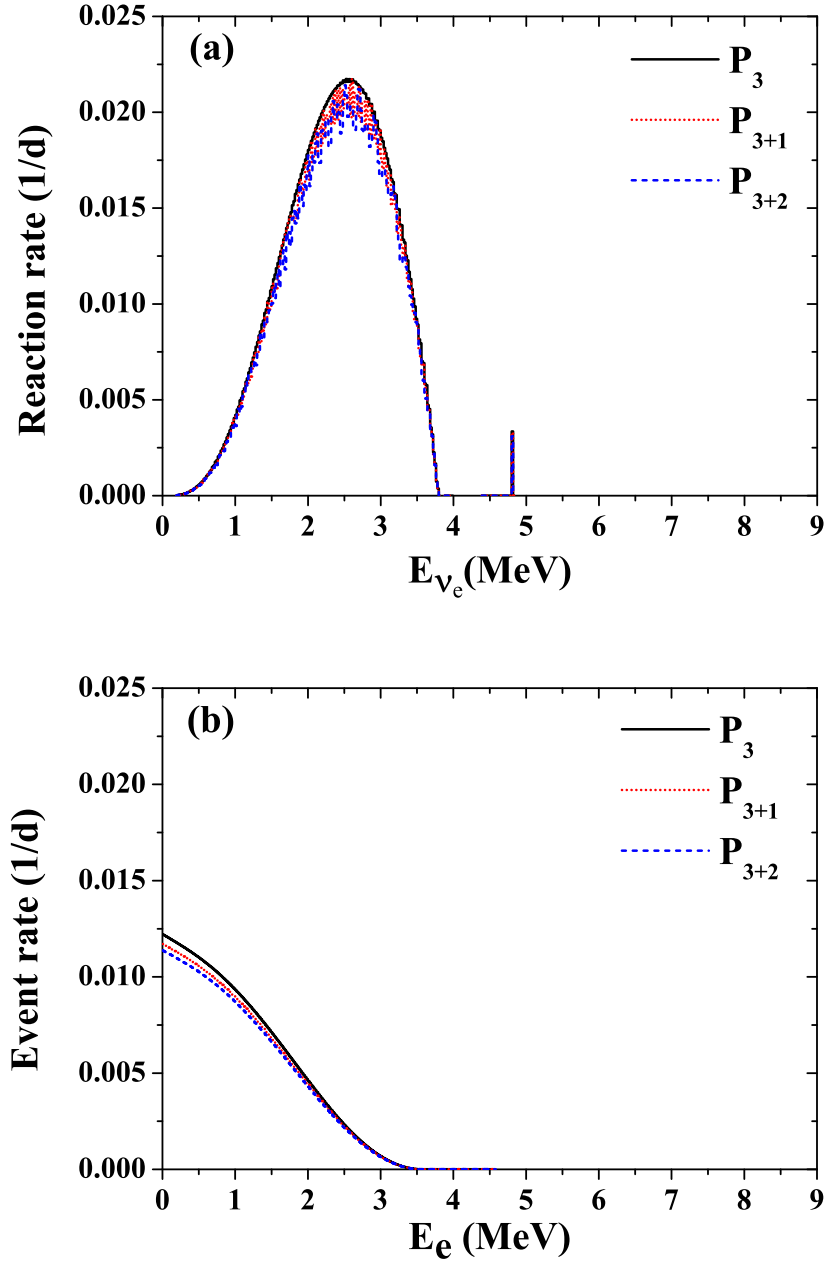 (a)
P3
P3+1
P3+2
Reaction rate (1/d)
0.025
0.020
0.015
0.010
0.005
0.000
0 1 2 3 4 5 6 7 8 9
Eνe(MeV)
(b)
P3
P3+1
P3+2
Event rate (1/d)
0.025
0.020
0.015
0.010
0.005
0.000
0 1 2 3 4 5 6 7 8 9
Ee (MeV)